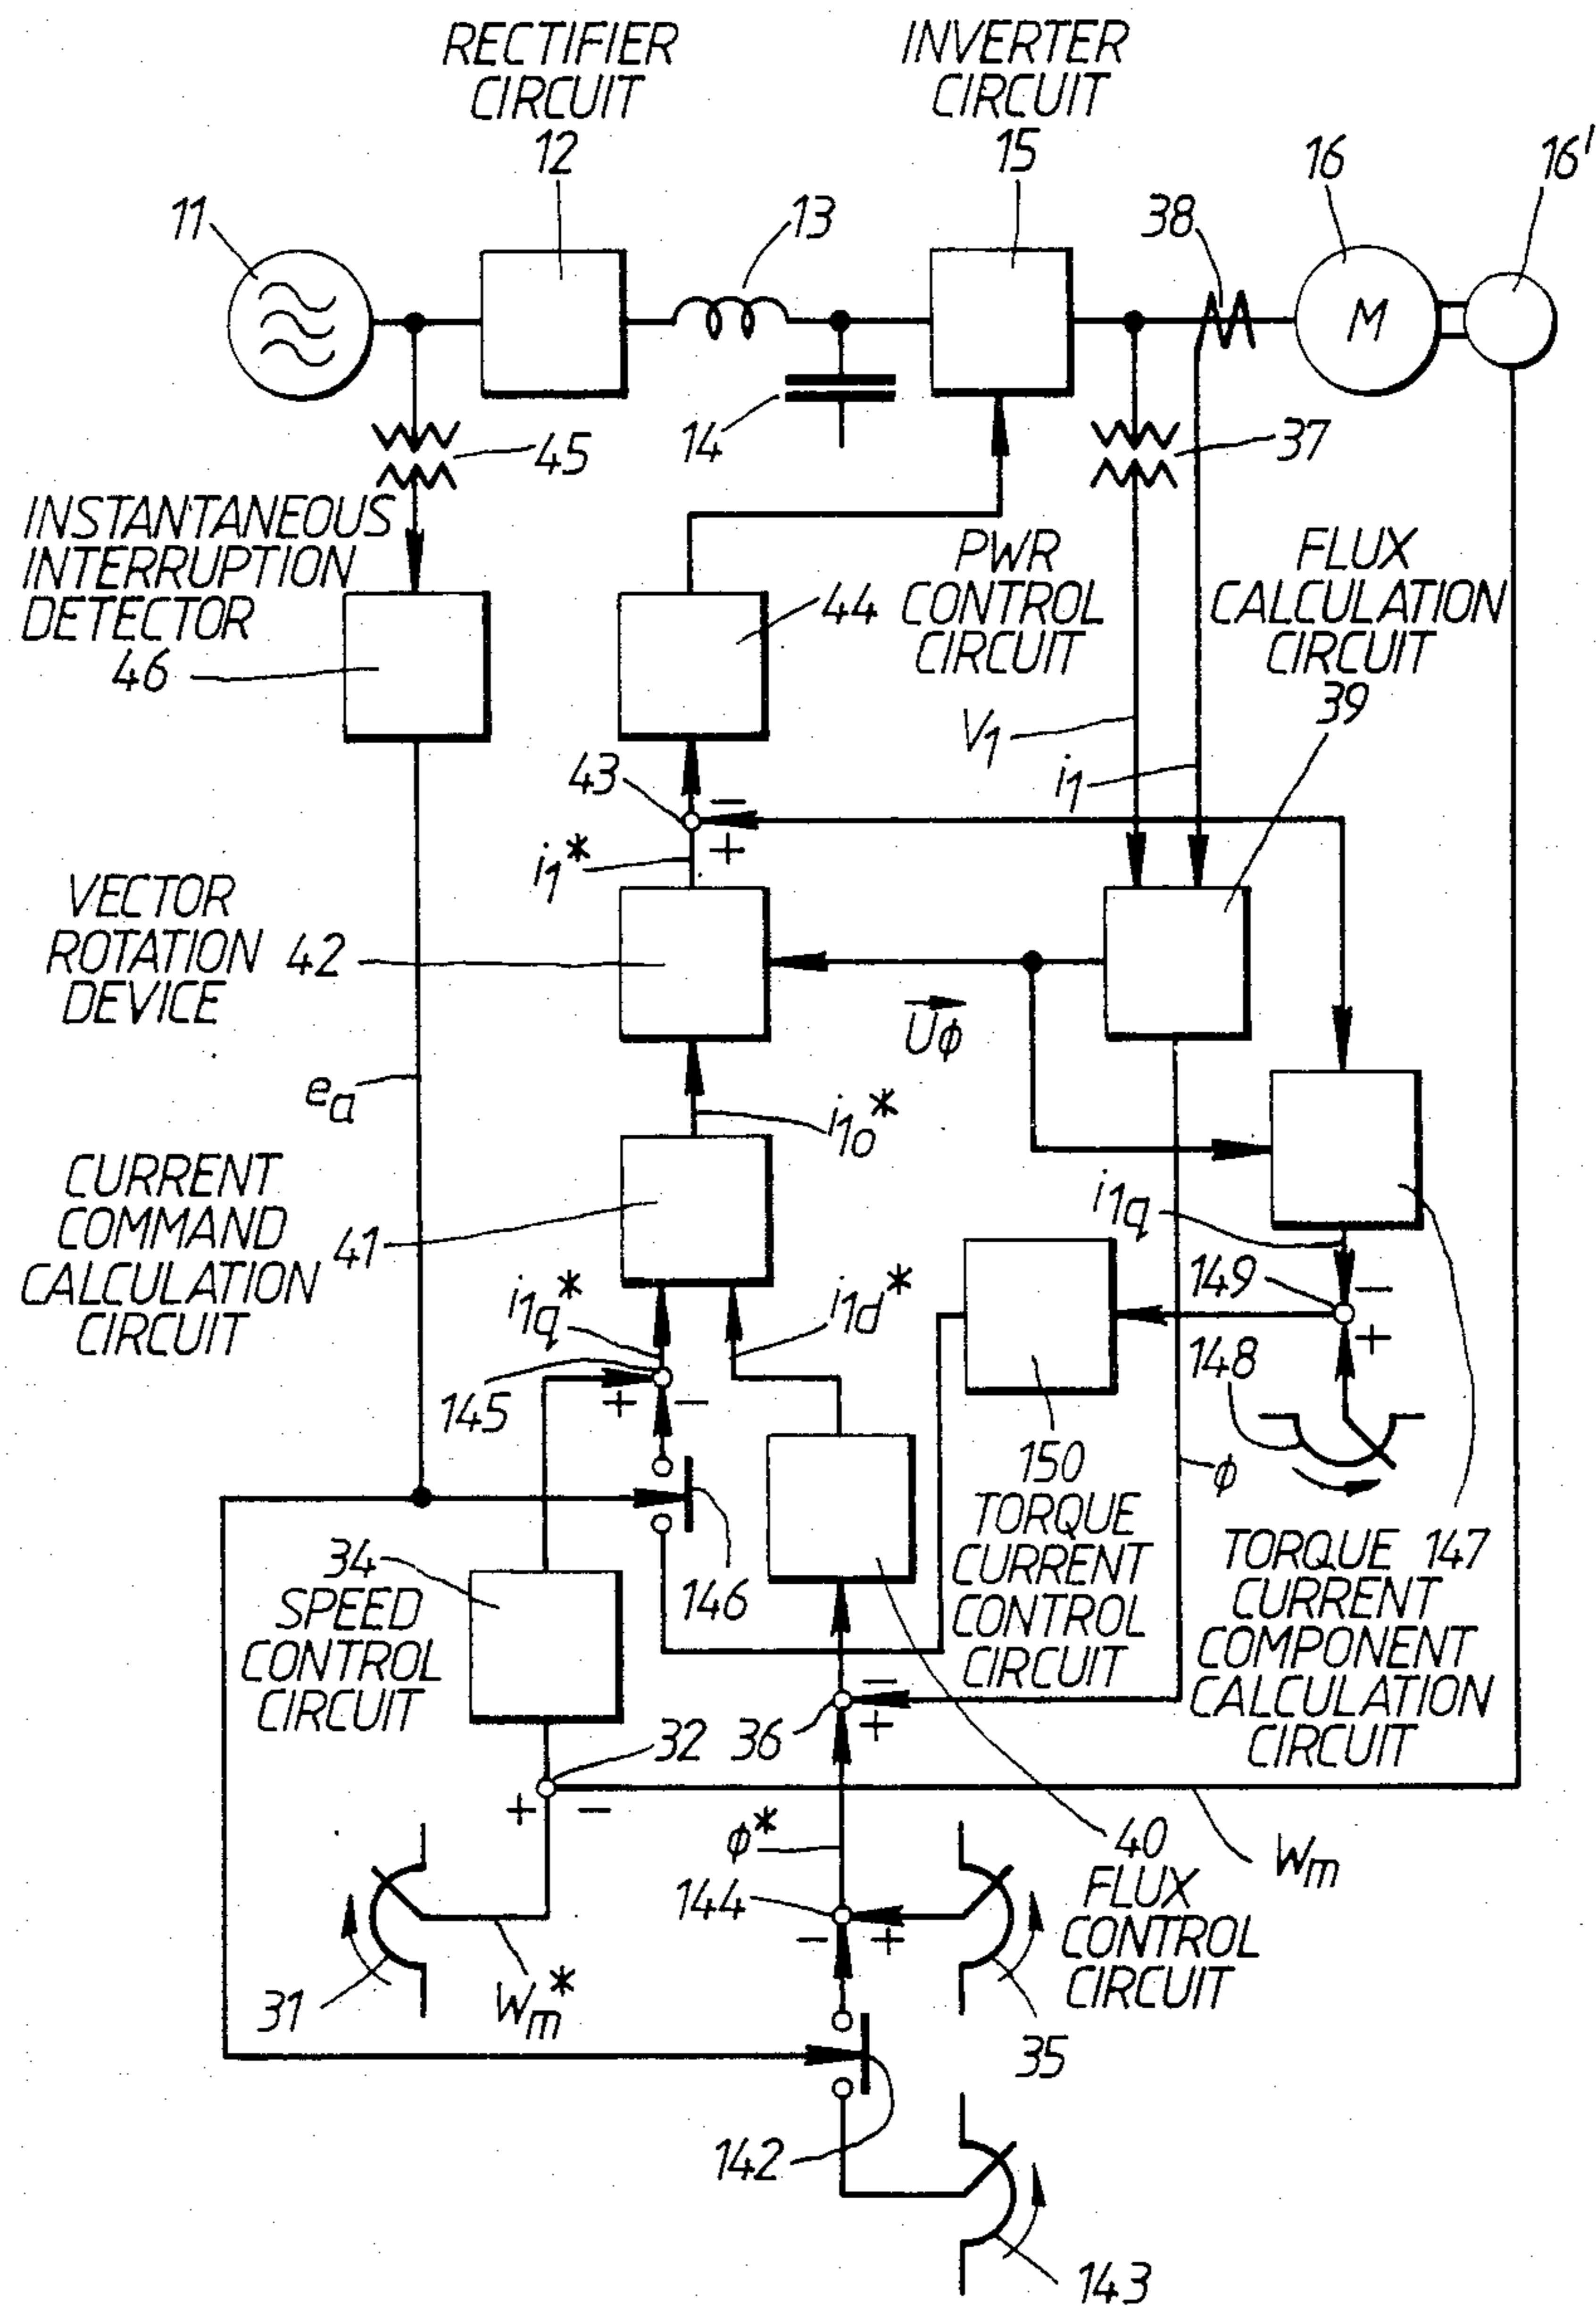 RECTIFIER
CIRCUIT
12
INVERTER
CIRCUIT
15
16
16'
11
13
38
M
14
45
37
INSTANTANEOUS
INTERRUPTION
DETECTOR
46
44
PWR
CONTROL
CIRCUIT
FLUX
CALCULATION
CIRCUIT
39
V1
i1
43
−
+
i1*
VECTOR
ROTATION
DEVICE
42
Uϕ
ea
i1o*
CURRENT
COMMAND
CALCULATION
CIRCUIT
41
i1q
149
−
+
148
i1q*
i1d*
145
+
−
150
TORQUE
CURRENT
CONTROL
CIRCUIT
ϕ
TORQUE 147
CURRENT
COMPONENT
CALCULATION
CIRCUIT
34
SPEED
CONTROL
CIRCUIT
146
−
36
+
32
+
−
ϕ*
40
FLUX
CONTROL
CIRCUIT
Wm
144
−
+
31
Wm*
35
142
143